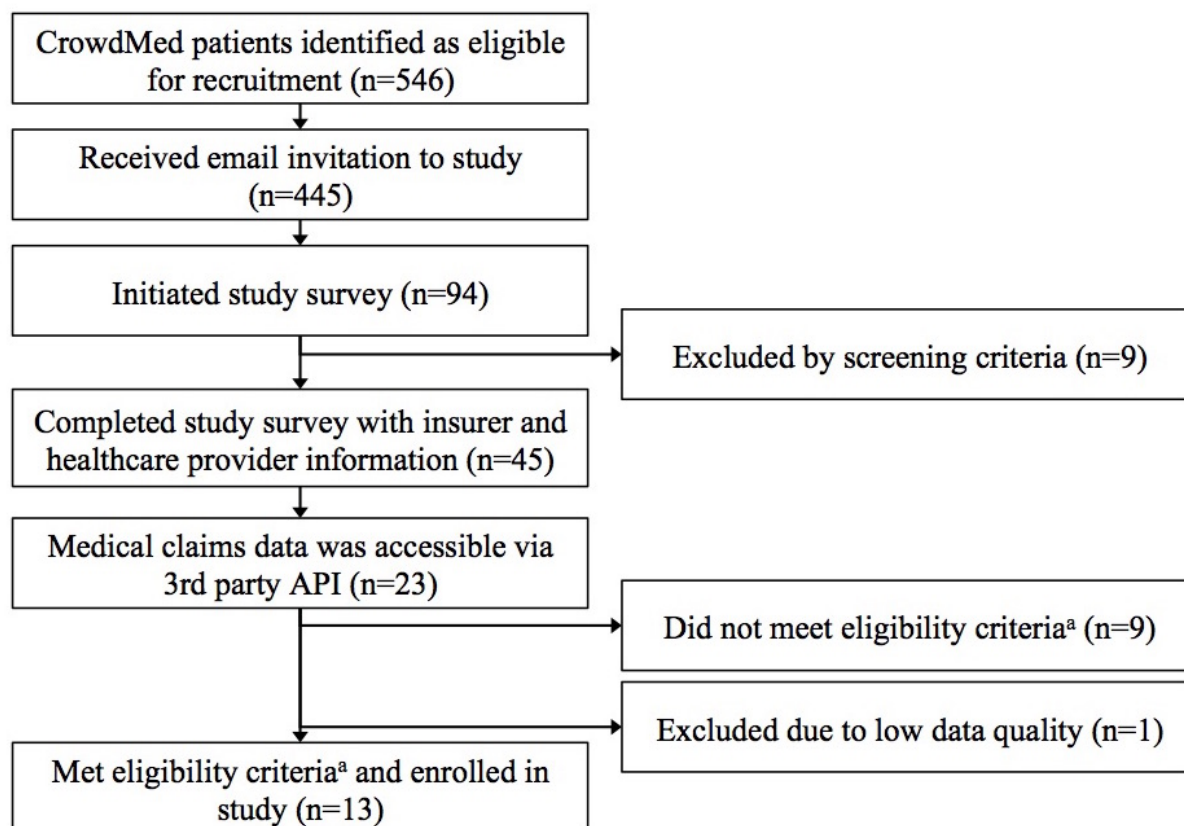 CrowdMed patients identified as eligible
for recruitment (n=546)
Received email invitation to study
(n=445)
Initiated study survey (n=94)
Excluded by screening criteria (n=9)
Completed study survey with insurer and
healthcare provider information (n=45)
Medical claims data was accessible via
3rd party API (n=23)
Did not meet eligibility criteriaᵃ (n=9)
Excluded due to low data quality (n=1)
Met eligibility criteriaᵃ and enrolled in
study (n=13)